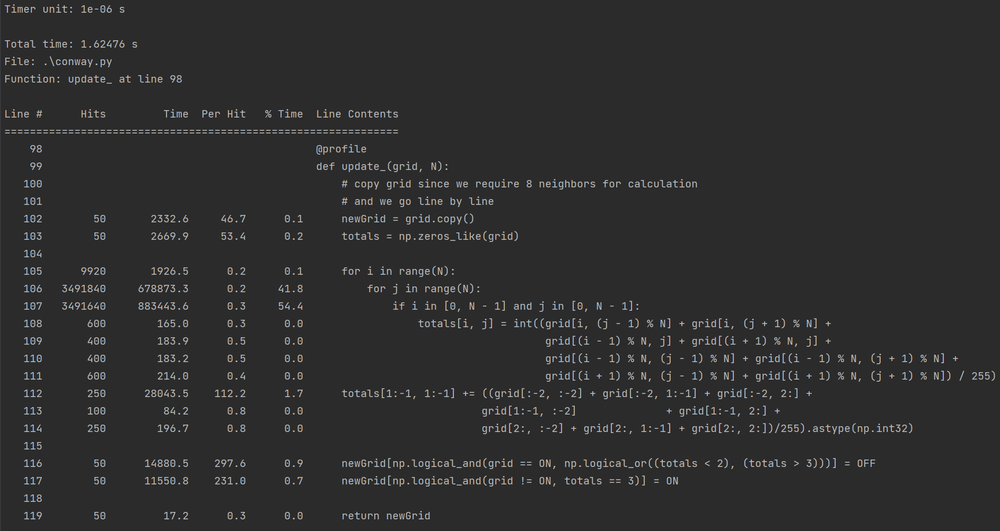 Timer unit: 1e-06 s

Total time: 1.62476 s
File: .\conway.py
Function: update_ at line 98

Line #      Hits         Time  Per Hit   % Time  Line Contents
==============================================================
    98                                           @profile
    99                                           def update_(grid, N):
   100                                               # copy grid since we require 8 neighbors for calculation
   101                                               # and we go line by line
   102        50       2332.6     46.7      0.1      newGrid = grid.copy()
   103        50       2669.9     53.4      0.2      totals = np.zeros_like(grid)
   104
   105      9920       1926.5      0.2      0.1      for i in range(N):
   106   3491840     678873.3      0.2     41.8          for j in range(N):
   107   3491640     883443.6      0.3     54.4              if i in [0, N - 1] and j in [0, N - 1]:
   108       600        165.0      0.3      0.0                  totals[i, j] = int((grid[i, (j - 1) % N] + grid[i, (j + 1) % N] +
   109       400        183.9      0.5      0.0                                      grid[(i - 1) % N, j] + grid[(i + 1) % N, j] +
   110       400        183.2      0.5      0.0                                      grid[(i - 1) % N, (j - 1) % N] + grid[(i - 1) % N, (j + 1) % N] +
   111       600        214.0      0.4      0.0                                      grid[(i + 1) % N, (j - 1) % N] + grid[(i + 1) % N, (j + 1) % N]) / 255)
   112       250      28043.5    112.2      1.7      totals[1:-1, 1:-1] += ((grid[:-2, :-2] + grid[:-2, 1:-1] + grid[:-2, 2:] +
   113       100         84.2      0.8      0.0                            grid[1:-1, :-2]              + grid[1:-1, 2:] +
   114       250        196.7      0.8      0.0                            grid[2:, :-2] + grid[2:, 1:-1] + grid[2:, 2:])/255).astype(np.int32)
   115
   116        50      14880.5    297.6      0.9      newGrid[np.logical_and(grid == ON, np.logical_or((totals < 2), (totals > 3)))] = OFF
   117        50      11550.8    231.0      0.7      newGrid[np.logical_and(grid != ON, totals == 3)] = ON
   118
   119        50         17.2      0.3      0.0      return newGrid